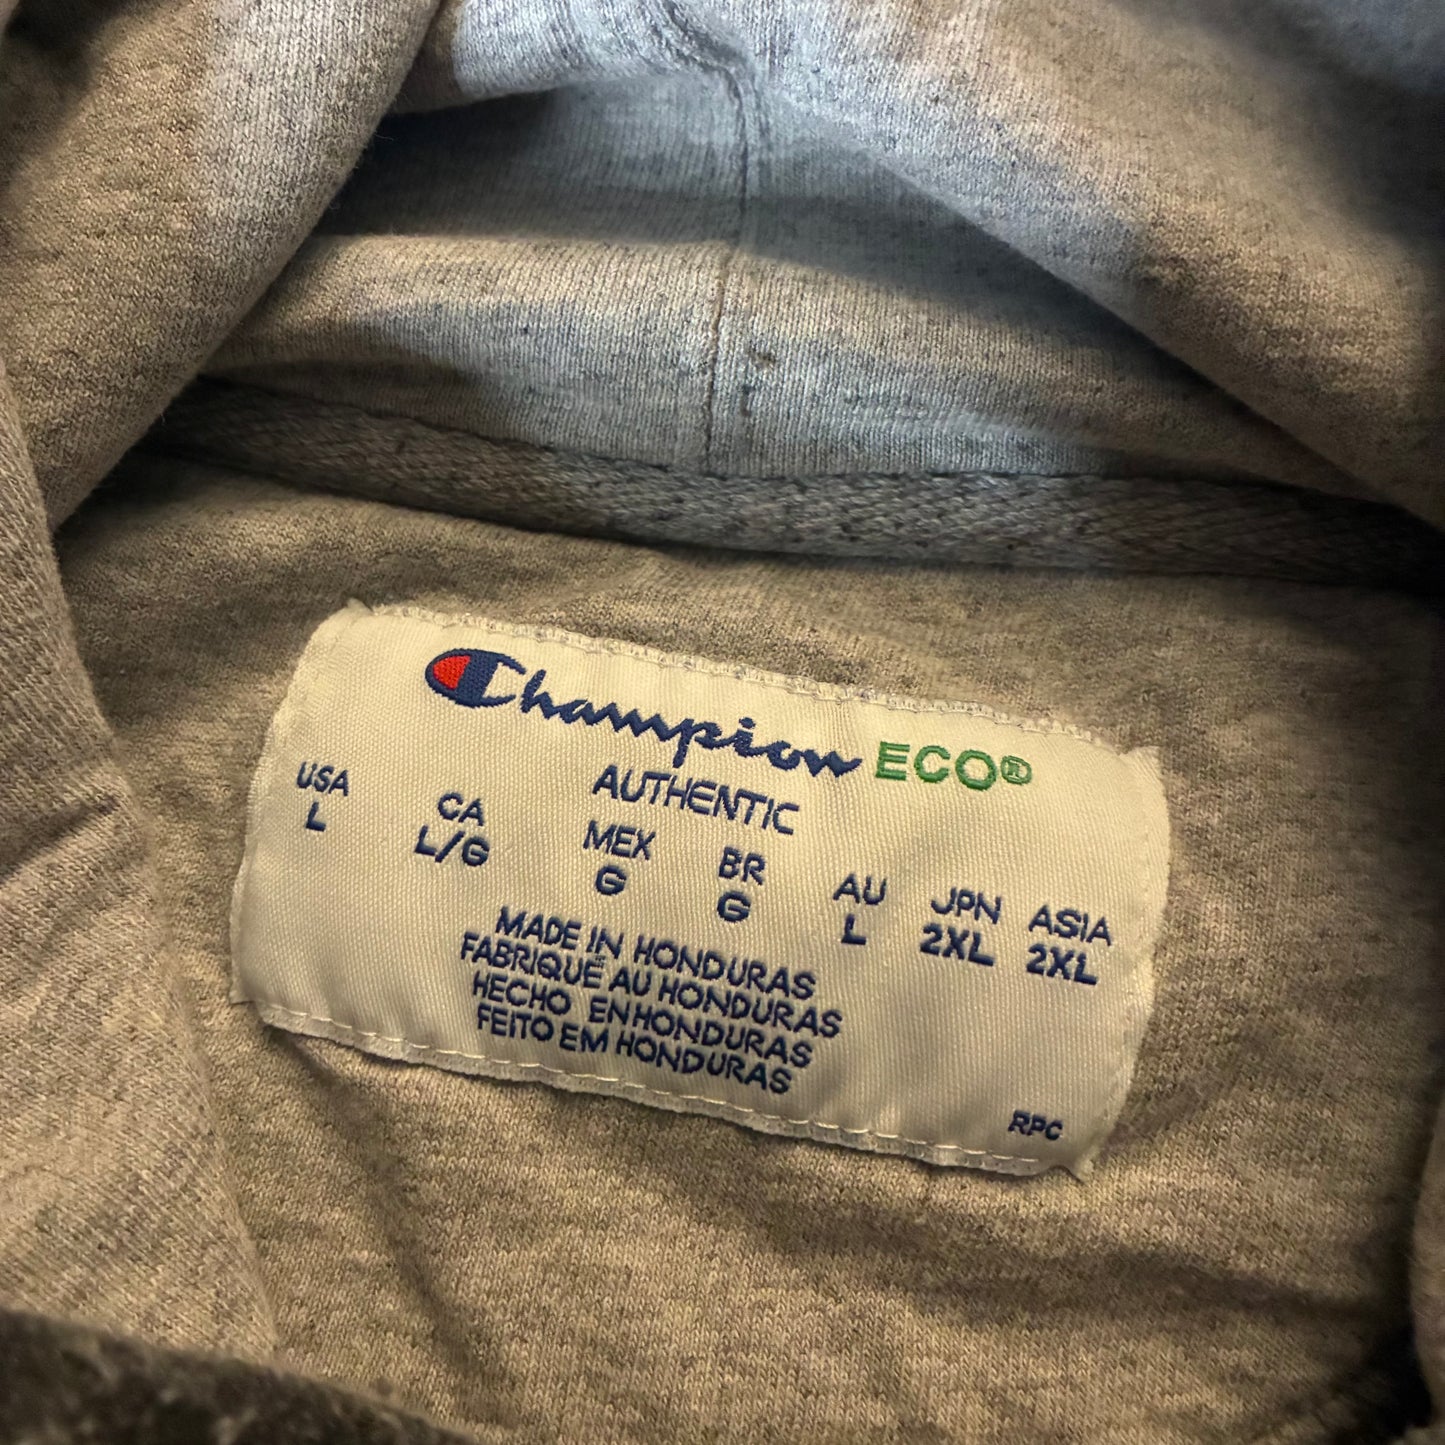 Champion ECO®
AUTHENTIC
USA CA MEX BR AU JPN ASIA
L L/G G G L 2XL 2XL
MADE IN HONDURAS
FABRIQUÉ AU HONDURAS
HECHO EN HONDURAS
FEITO EM HONDURAS
RPC